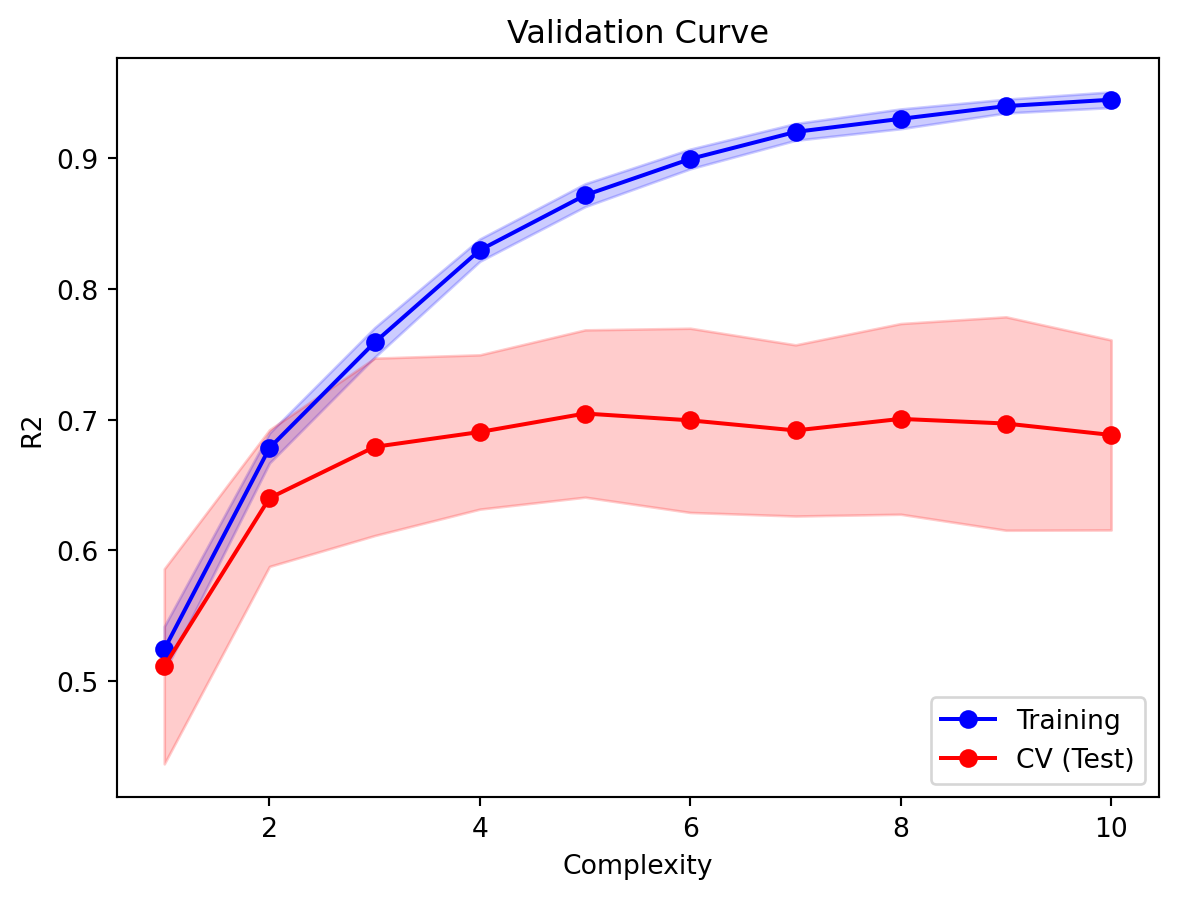 Validation Curve
R2
0.9
0.8
0.7
0.6
0.5
2 4 6 8 10
Complexity
Training
CV (Test)